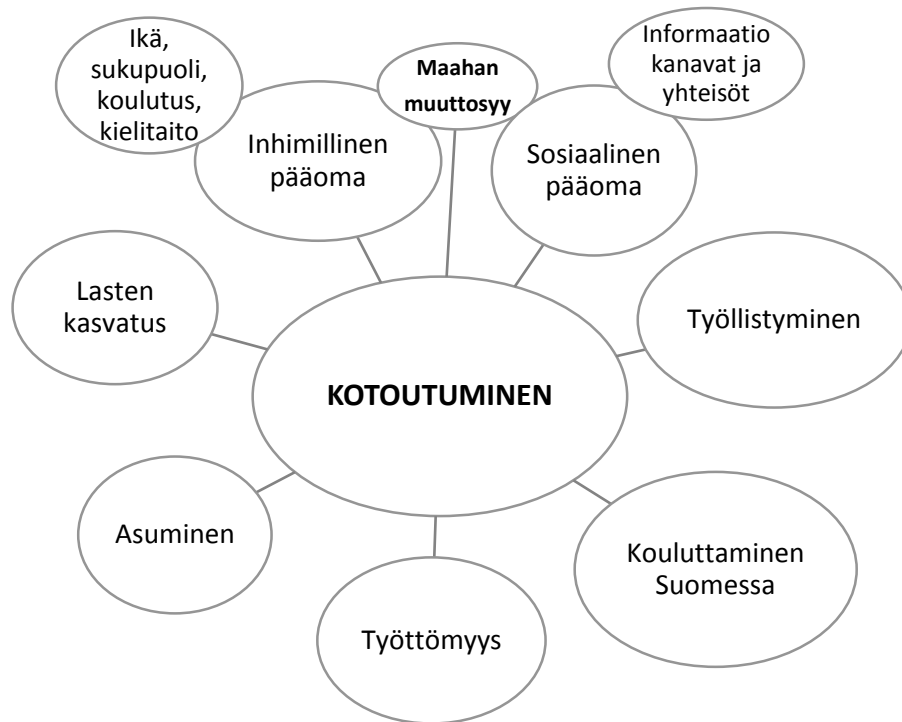 Ikä,
sukupuoli,
koulutus,
kielitaito
Maahan
muuttosyy
Informaatio
kanavat ja
yhteisöt
Inhimillinen
pääoma
Sosiaalinen
pääoma
Lasten
kasvatus
Työllistyminen
KOTOUTUMINEN
Asuminen
Kouluttaminen
Suomessa
Työttömyys